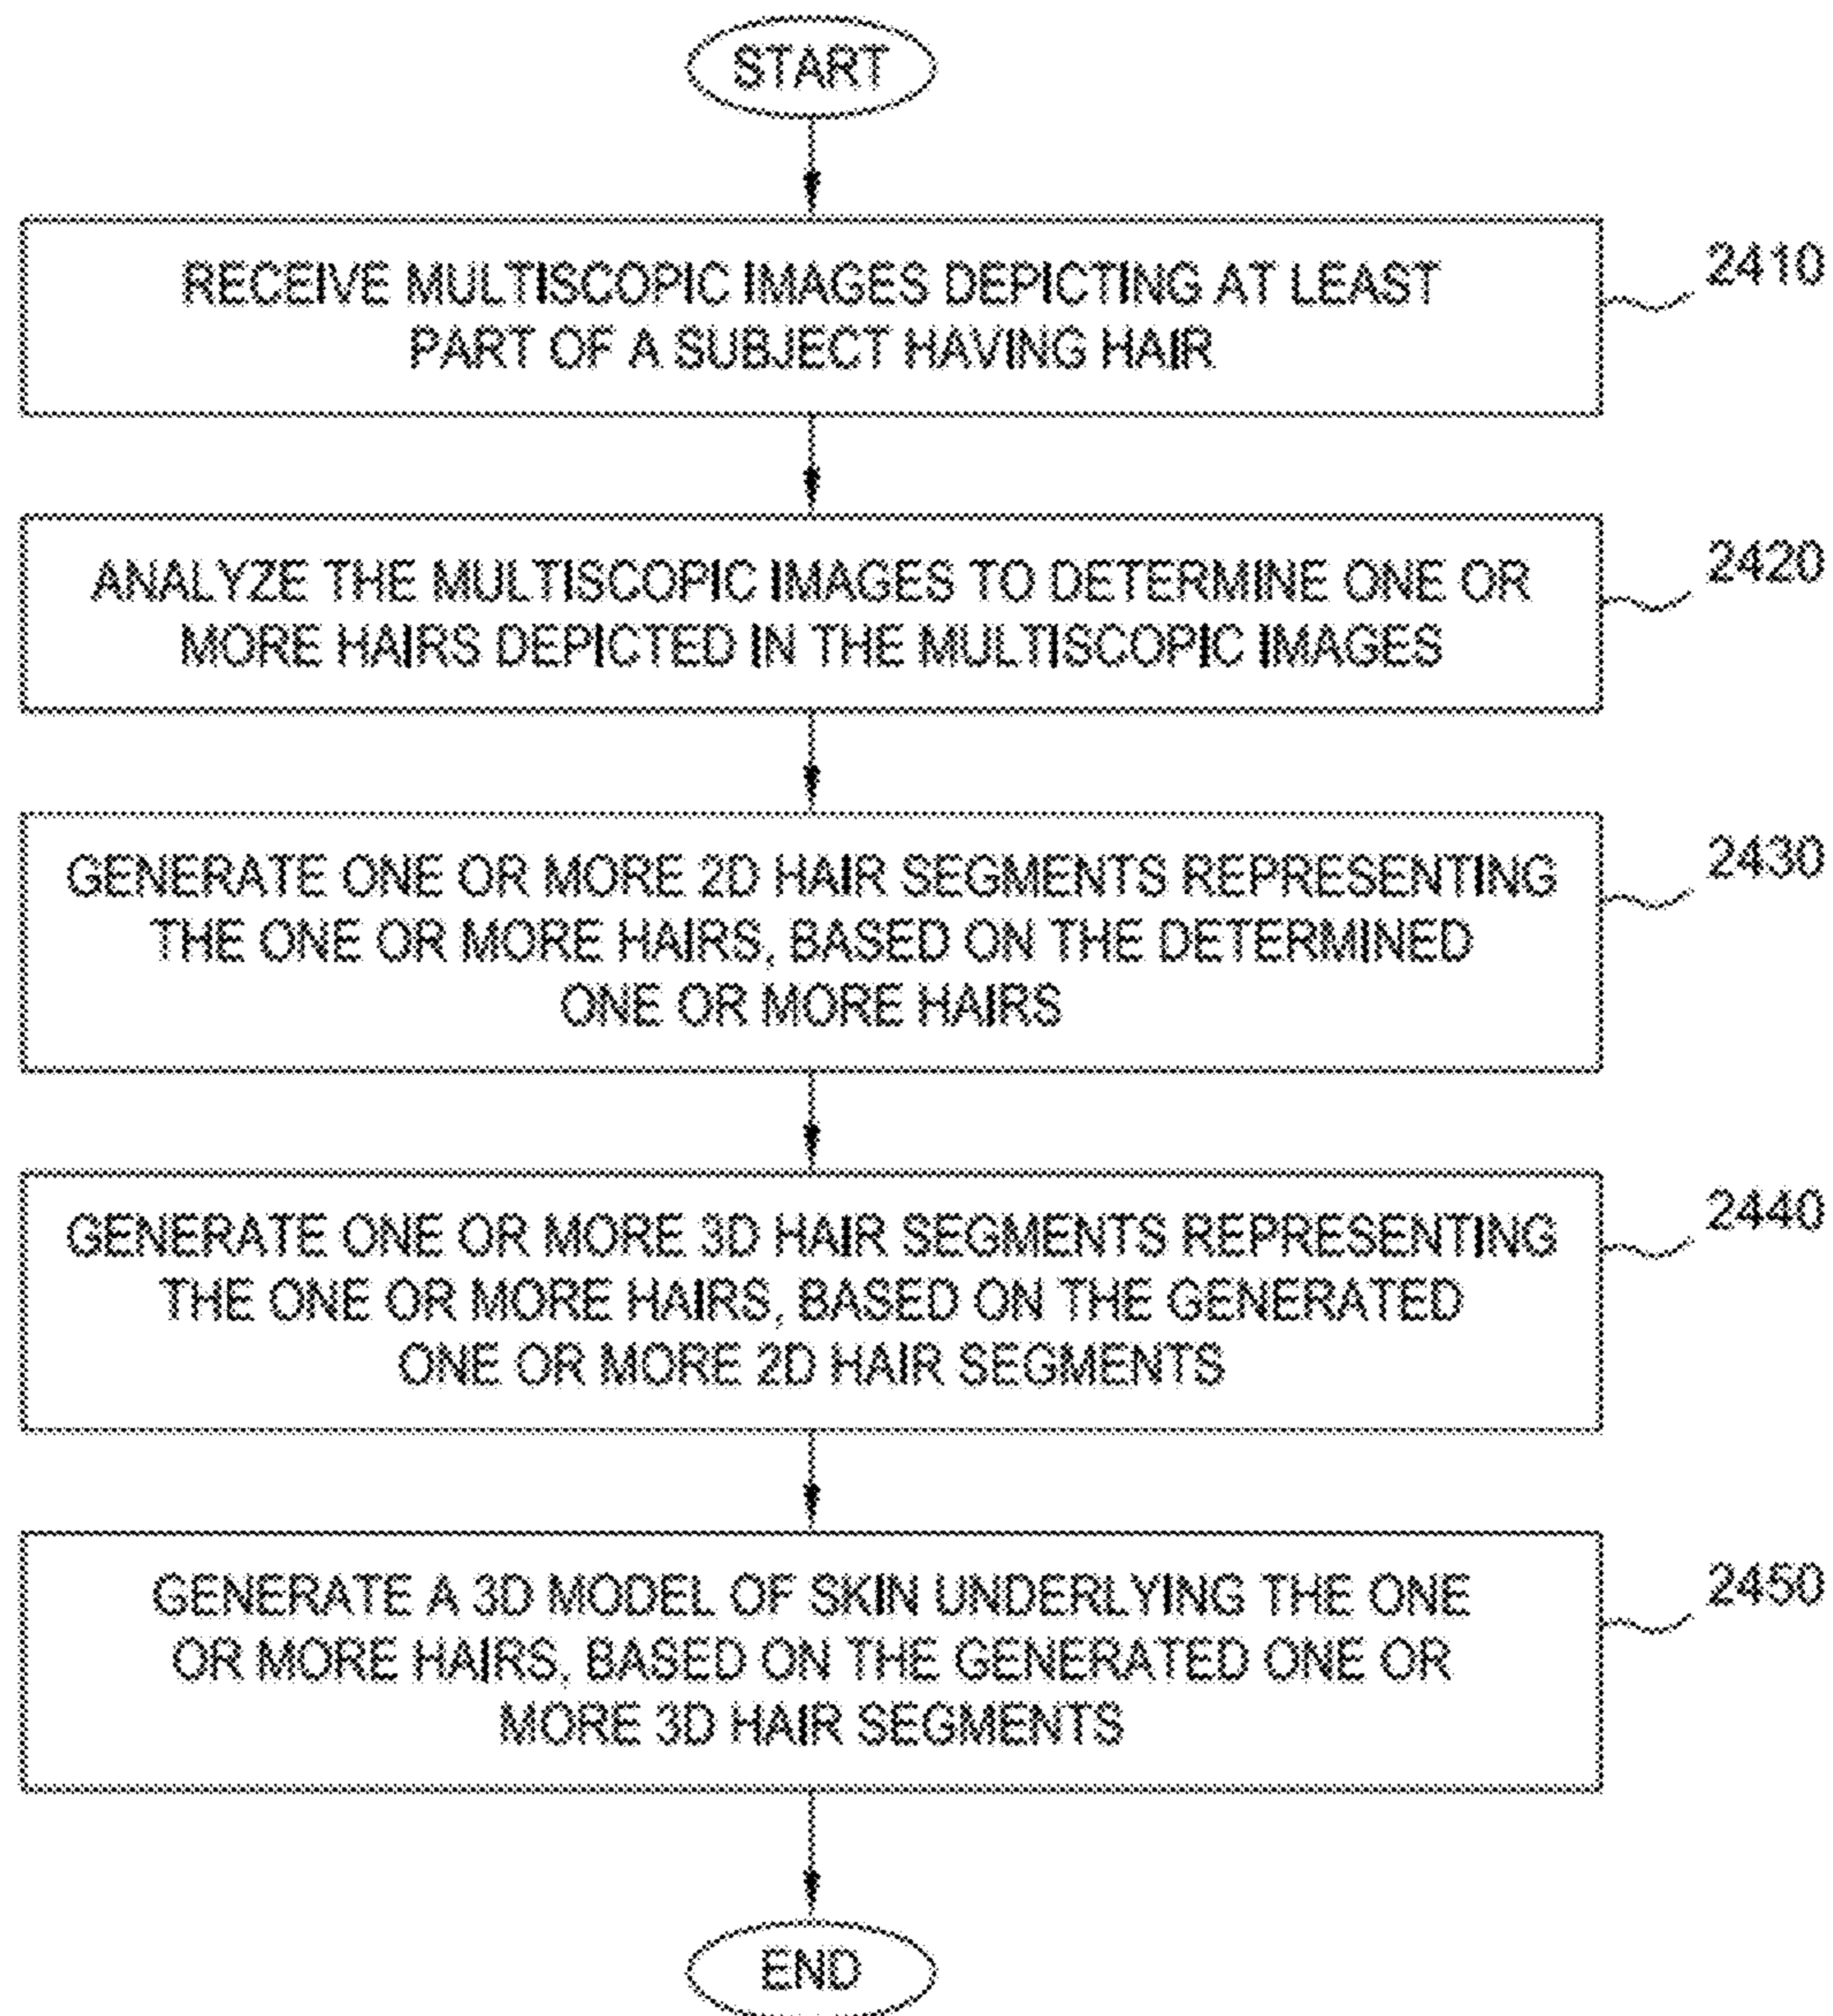 START
RECEIVE MULTISCOPIC IMAGES DEPICTING AT LEAST
PART OF A SUBJECT HAVING HAIR
2410
ANALYZE THE MULTISCOPIC IMAGES TO DETERMINE ONE OR
MORE HAIRS DEPICTED IN THE MULTISCOPIC IMAGES
2420
GENERATE ONE OR MORE 2D HAIR SEGMENTS REPRESENTING
THE ONE OR MORE HAIRS, BASED ON THE DETERMINED
ONE OR MORE HAIRS
2430
GENERATE ONE OR MORE 3D HAIR SEGMENTS REPRESENTING
THE ONE OR MORE HAIRS, BASED ON THE GENERATED
ONE OR MORE 2D HAIR SEGMENTS
2440
GENERATE A 3D MODEL OF SKIN UNDERLYING THE ONE
OR MORE HAIRS, BASED ON THE GENERATED ONE OR
MORE 3D HAIR SEGMENTS
2450
END